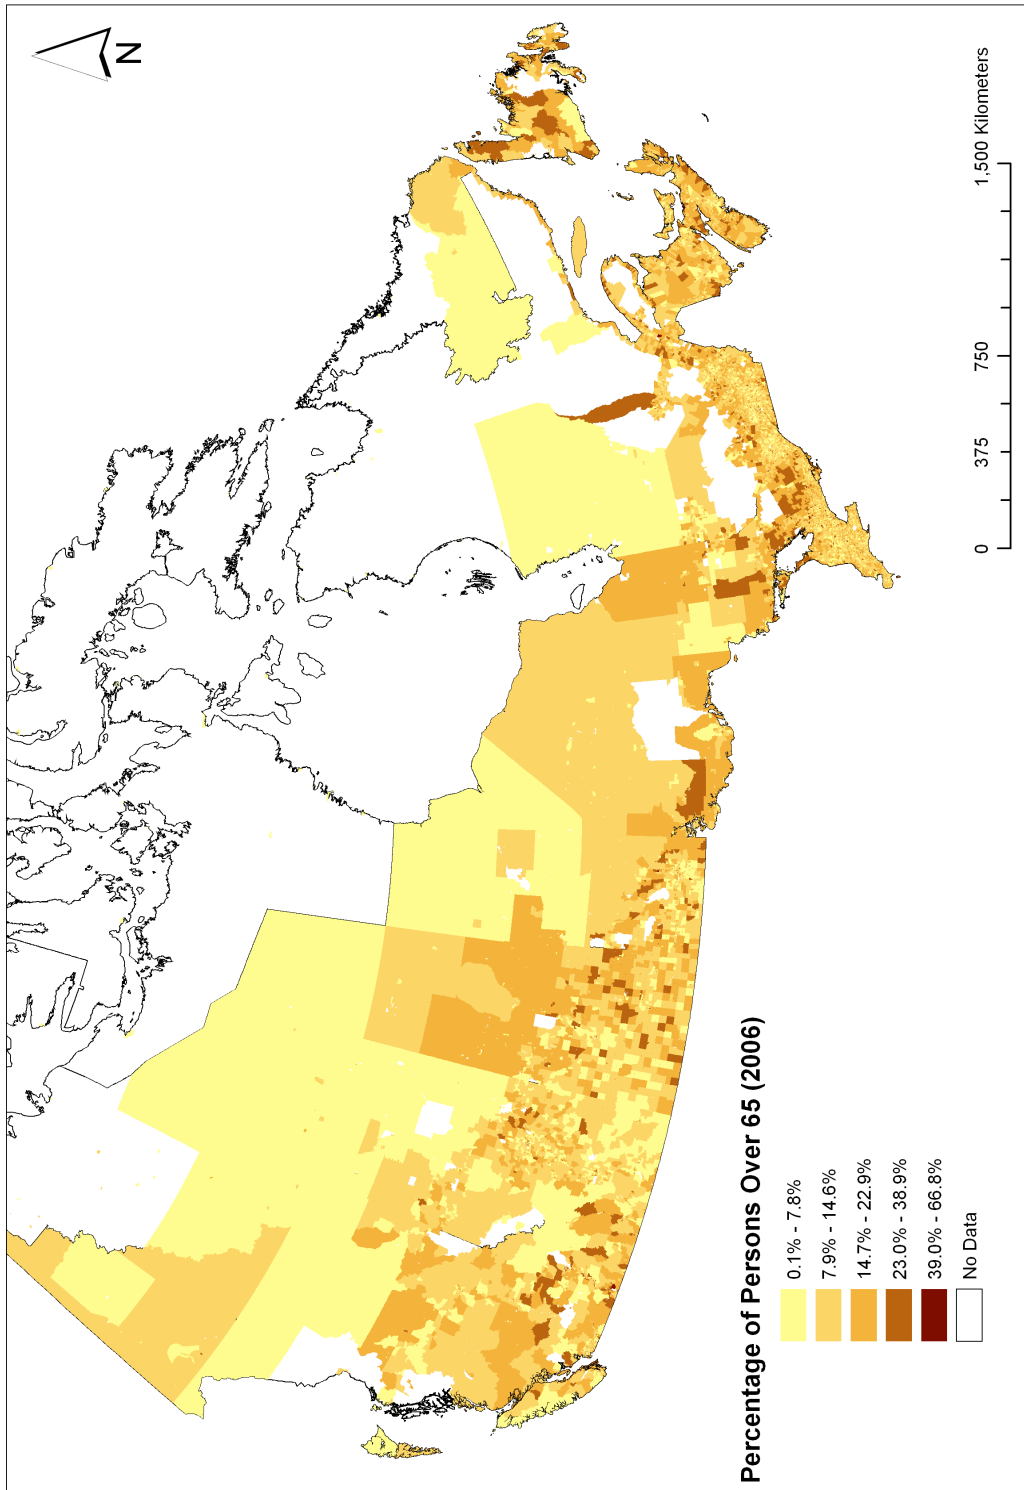 N
Percentage of Persons Over 65 (2006)
0.1% - 7.8%
7.9% - 14.6%
14.7% - 22.9%
23.0% - 38.9%
39.0% - 66.8%
No Data
0 375 750 1,500 Kilometers